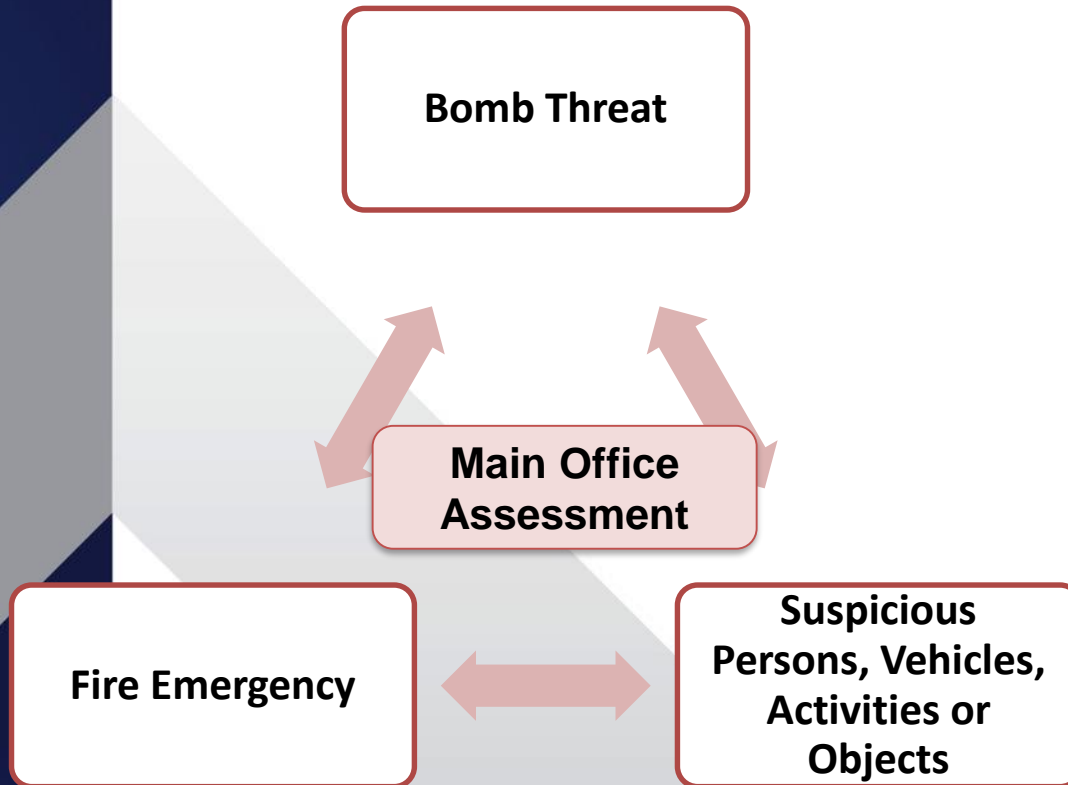 Bomb Threat
Main Office
Assessment
Fire Emergency
Suspicious
Persons, Vehicles,
Activities or
Objects